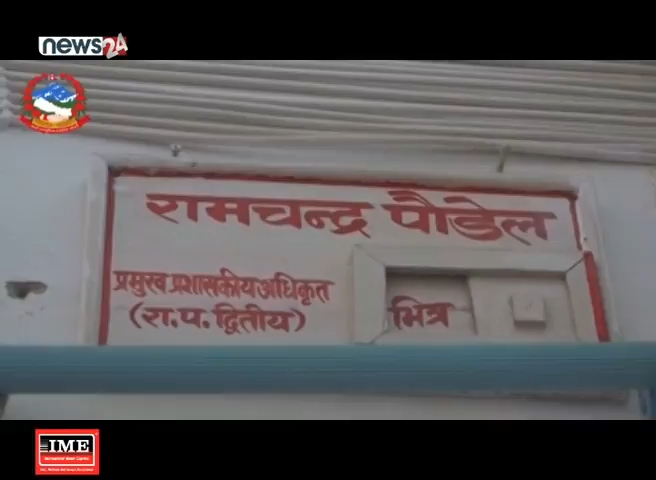 news24
रामचन्द्र पौडेल
प्रमुख प्रशासकीय अधिकृत
(रा.प. द्वितीय)
भित्र
IME